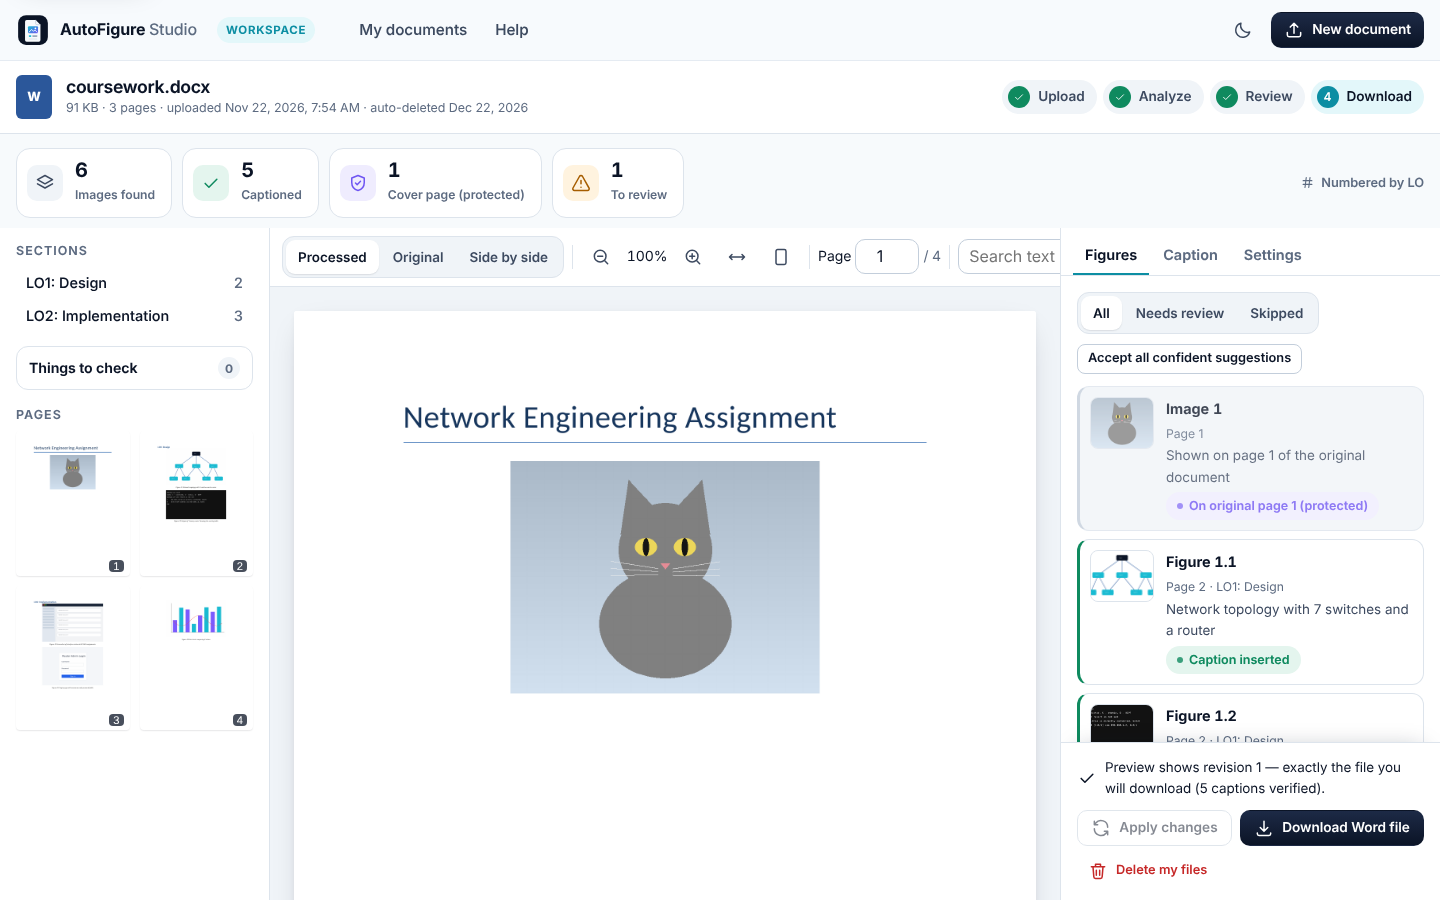 AutoFigure Studio
WORKSPACE
My documents
Help
New document
W
coursework.docx
91 KB · 3 pages · uploaded Nov 22, 2026, 7:54 AM · auto-deleted Dec 22, 2026
Upload
Analyze
Review
4 Download
6
Images found
5
Captioned
1
Cover page (protected)
1
To review
# Numbered by LO
SECTIONS
LO1: Design 2
LO2: Implementation 3
Things to check 0
PAGES
Network Engineering Assignment
1
2
3
4
Processed
Original
Side by side
100%
Page 1 / 4
Search text
Network Engineering Assignment
Figures
Caption
Settings
All
Needs review
Skipped
Accept all confident suggestions
Image 1
Page 1
Shown on page 1 of the original
document
On original page 1 (protected)
Figure 1.1
Page 2 · LO1: Design
Network topology with 7 switches and
a router
Caption inserted
Figure 1.2
Page 2 · LO1: Design
Preview shows revision 1 — exactly the file you
will download (5 captions verified).
Apply changes
Download Word file
Delete my files